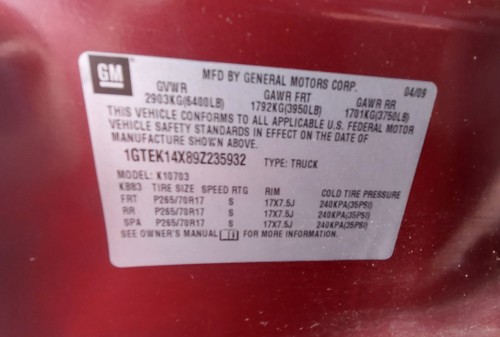 GM
MFD BY GENERAL MOTORS CORP.
04/09
GVWR GAWR FRT GAWR RR
2903KG(6400LB) 1792KG(3950LB) 1701KG(3750LB)
THIS VEHICLE CONFORMS TO ALL APPLICABLE U.S. FEDERAL MOTOR
VEHICLE SAFETY STANDARDS IN EFFECT ON THE DATE OF
MANUFACTURE SHOWN ABOVE.
1GTEK14X89Z235932 TYPE: TRUCK
MODEL: K10703
KBB3 TIRE SIZE SPEED RTG RIM COLD TIRE PRESSURE
FRT P265/70R17 S 17X7.5J 240KPA(35PSI)
RR P265/70R17 S 17X7.5J 240KPA(35PSI)
SPA P265/70R17 S 17X7.5J 240KPA(35PSI)
SEE OWNER'S MANUAL FOR MORE INFORMATION.